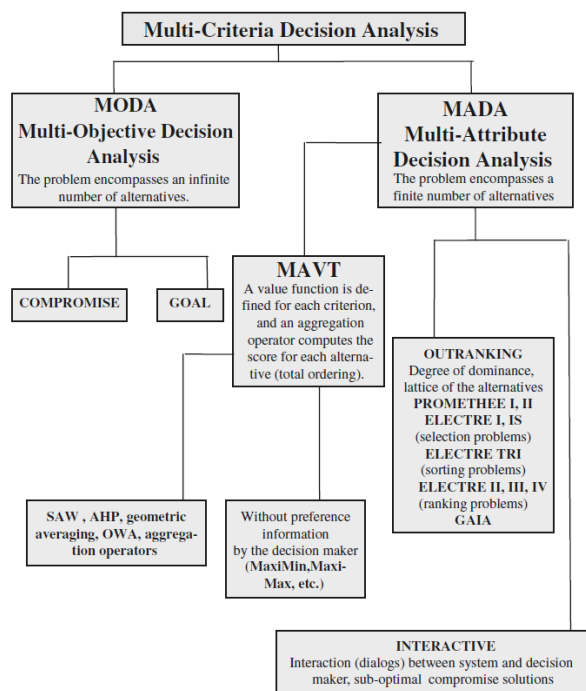 Multi-Criteria Decision Analysis
MODA
Multi-Objective Decision
Analysis
The problem encompasses an infinite
number of alternatives.
MADA
Multi-Attribute
Decision Analysis
The problem encompasses a
finite number of alternatives
COMPROMISE
GOAL
MAVT
A value function is de-
fined for each criterion,
and an aggregation
operator computes the
score for each alterna-
tive (total ordering).
OUTRANKING
Degree of dominance,
lattice of the alternatives
PROMETHEE I, II
ELECTRE I, IS
(selection problems)
ELECTRE TRI
(sorting problems)
ELECTRE II, III, IV
(ranking problems)
GAIA
SAW , AHP, geometric
averaging, OWA, aggrega-
tion operators
Without preference
information
by the decision maker
(MaxiMin,Maxi-
Max, etc.)
INTERACTIVE
Interaction (dialogs) between system and decision
maker, sub-optimal compromise solutions